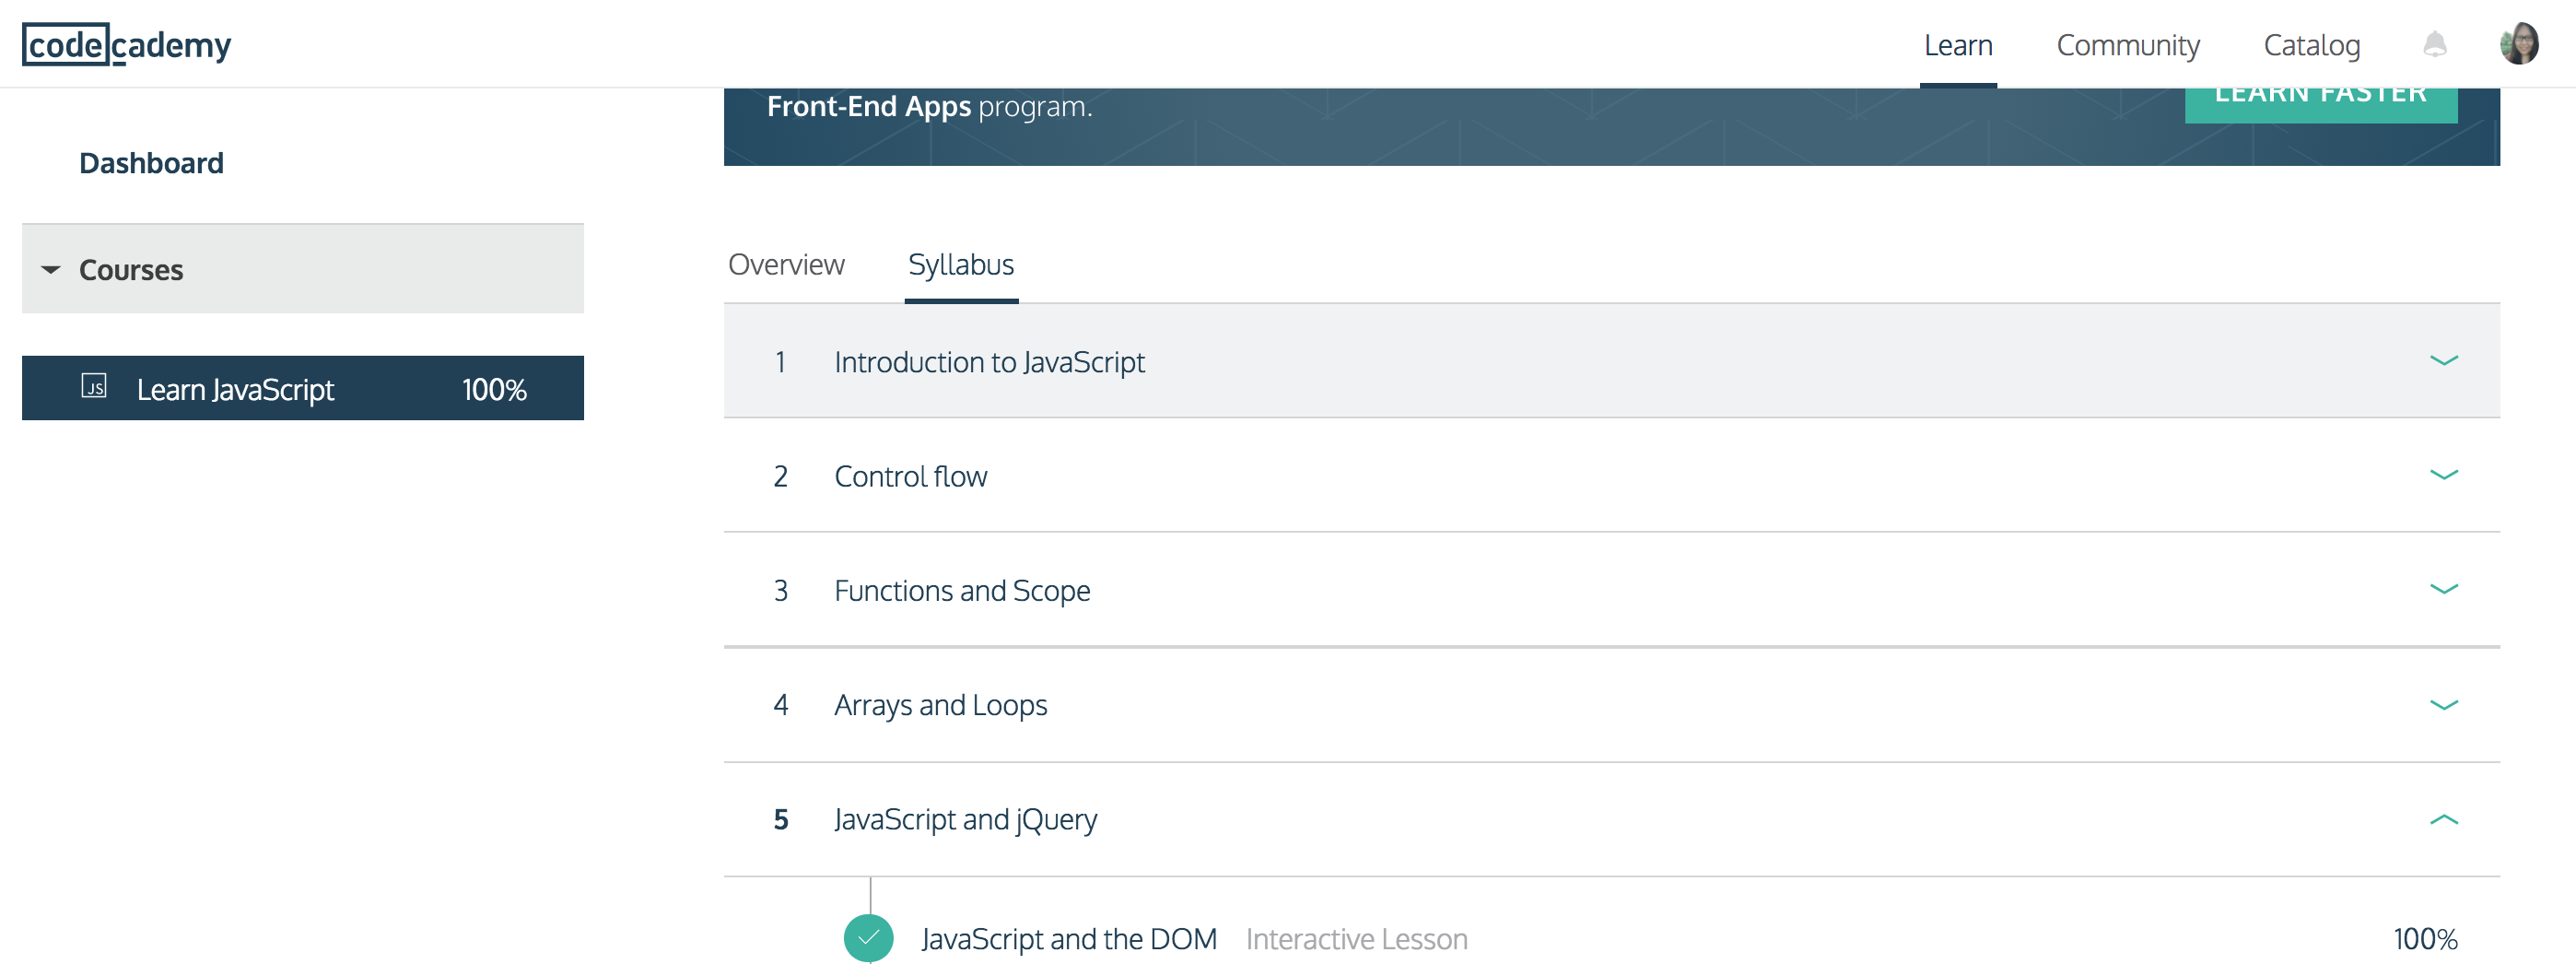 codecademy
Learn Community Catalog
Front-End Apps program.
LEARN FASTER
Dashboard
Courses
JS Learn JavaScript 100%
Overview Syllabus
1 Introduction to JavaScript
2 Control flow
3 Functions and Scope
4 Arrays and Loops
5 JavaScript and jQuery
JavaScript and the DOM Interactive Lesson 100%